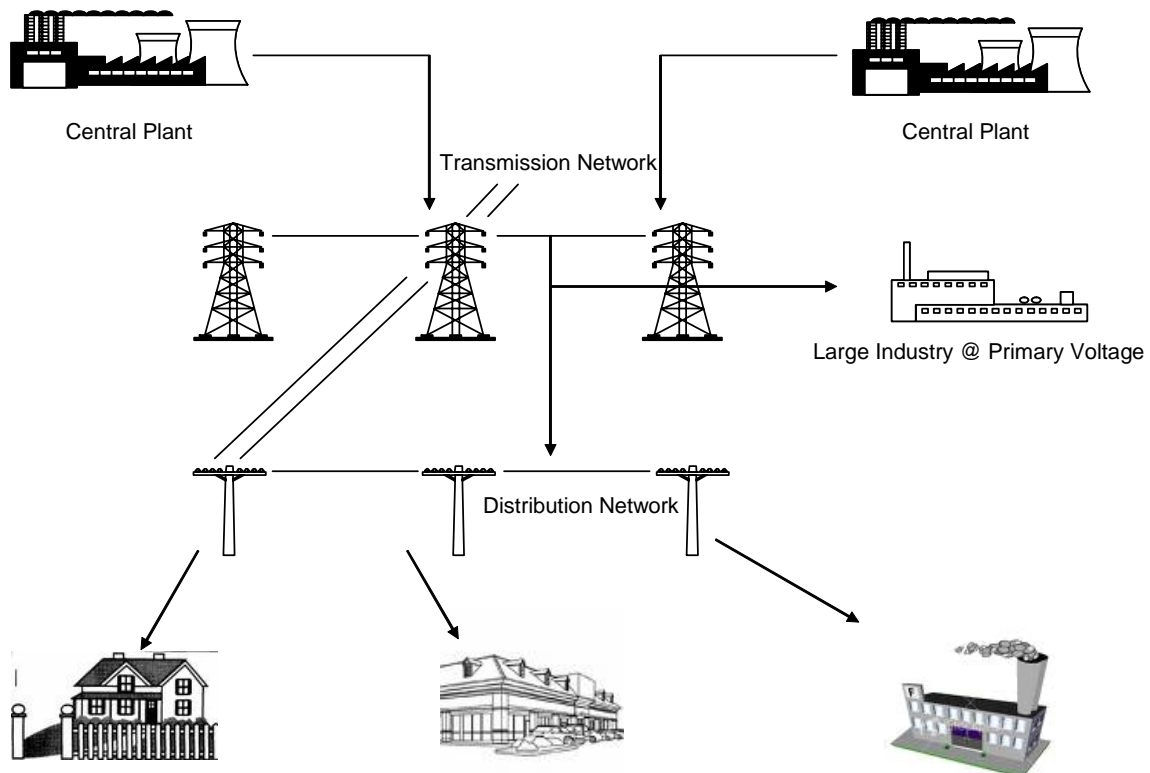 Central Plant
Central Plant
Transmission Network
Large Industry @ Primary Voltage
Distribution Network